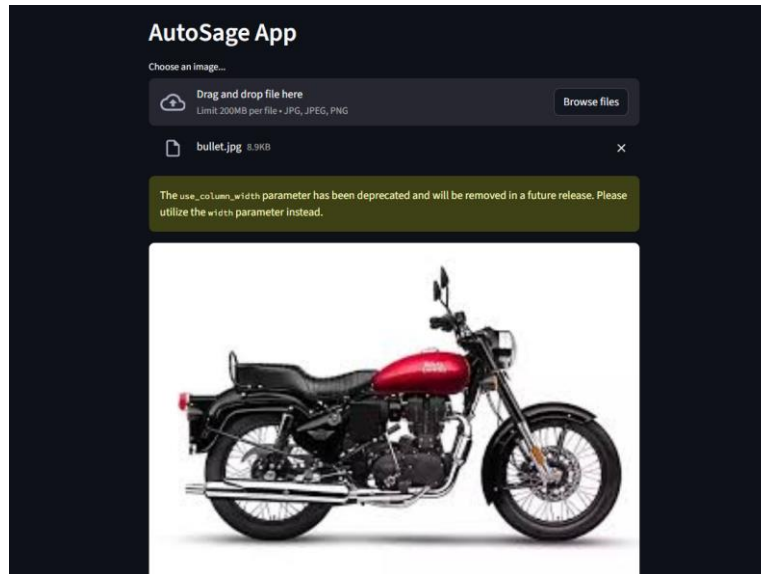 AutoSage App
Choose an image...
Drag and drop file here
Limit 200MB per file • JPG, JPEG, PNG
Browse files
bullet.jpg 8.9KB
The use_column_width parameter has been deprecated and will be removed in a future release. Please
utilize the width parameter instead.